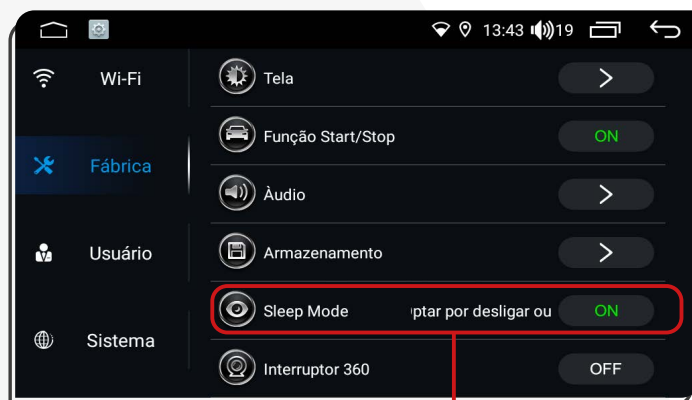 13:43 19
Wi-Fi
Fábrica
Usuário
Sistema
Tela
Função Start/Stop ON
Àudio
Armazenamento
Sleep Mode por desligar ou ON
Interruptor 360 OFF